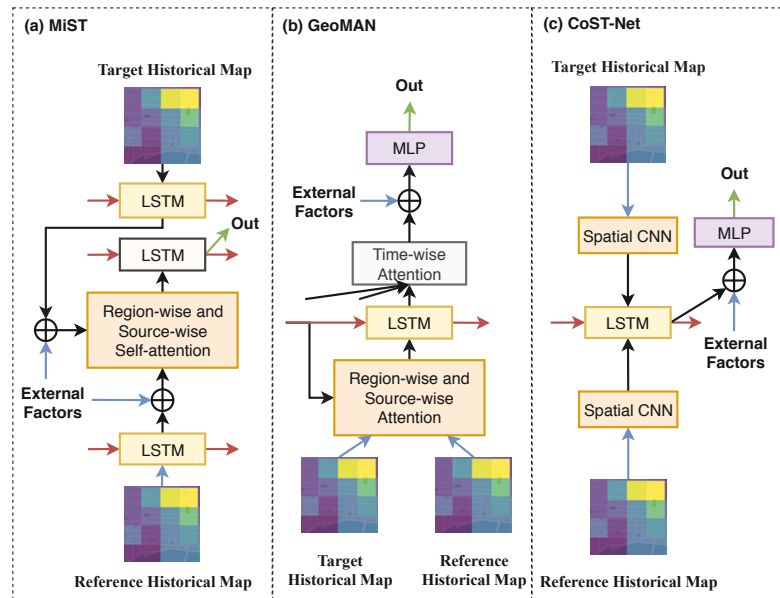 (a) MiST
Target Historical Map
LSTM
Out
LSTM
Region-wise and
Source-wise
Self-attention
External
Factors
LSTM
Reference Historical Map
(b) GeoMAN
Out
MLP
External
Factors
Time-wise
Attention
LSTM
Region-wise and
Source-wise
Attention
Target
Historical Map
Reference
Historical Map
(c) CoST-Net
Target Historical Map
Out
Spatial CNN
MLP
LSTM
External
Factors
Spatial CNN
Reference Historical Map